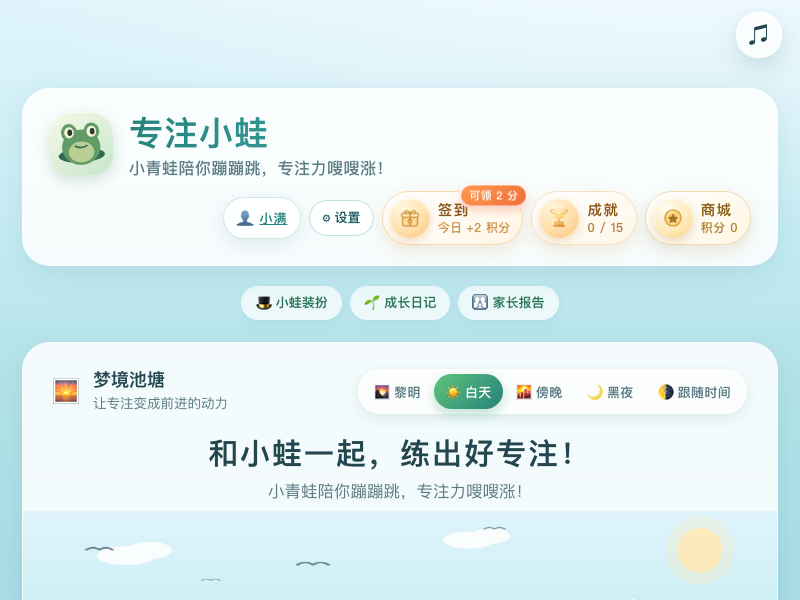 专注小蛙
小青蛙陪你蹦蹦跳，专注力嗖嗖涨！
小满
设置
签到
可领 2 分
今日 +2 积分
成就
0 / 15
商城
积分 0
小蛙装扮
成长日记
家长报告
梦境池塘
让专注变成前进的动力
黎明
白天
傍晚
黑夜
跟随时间
和小蛙一起，练出好专注！
小青蛙陪你蹦蹦跳，专注力嗖嗖涨！